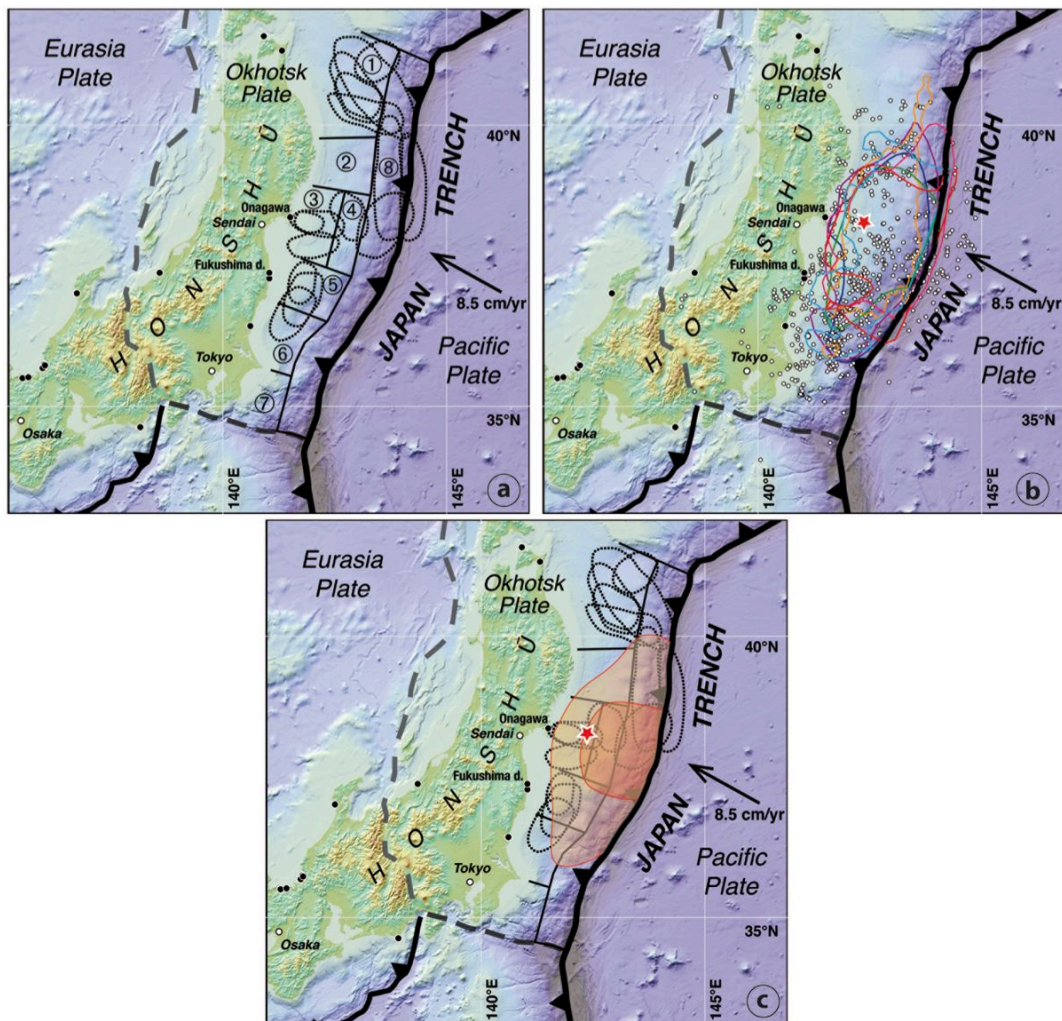 Eurasia
Plate
Okhotsk
Plate
①
②
③
④
⑤
⑥
⑦
⑧
H O N S H Ū
Onagawa
Sendai
Fukushima d.
Tokyo
Osaka
JAPAN TRENCH
8.5 cm/yr
Pacific
Plate
40°N
35°N
140°E
145°E
a
Eurasia
Plate
Okhotsk
Plate
H O N S H Ū
Onagawa
Sendai
Fukushima d.
Tokyo
Osaka
JAPAN TRENCH
8.5 cm/yr
Pacific
Plate
40°N
35°N
140°E
145°E
b
Eurasia
Plate
Okhotsk
Plate
H O N S H Ū
Onagawa
Sendai
Fukushima d.
Tokyo
Osaka
JAPAN TRENCH
8.5 cm/yr
Pacific
Plate
40°N
35°N
140°E
145°E
c